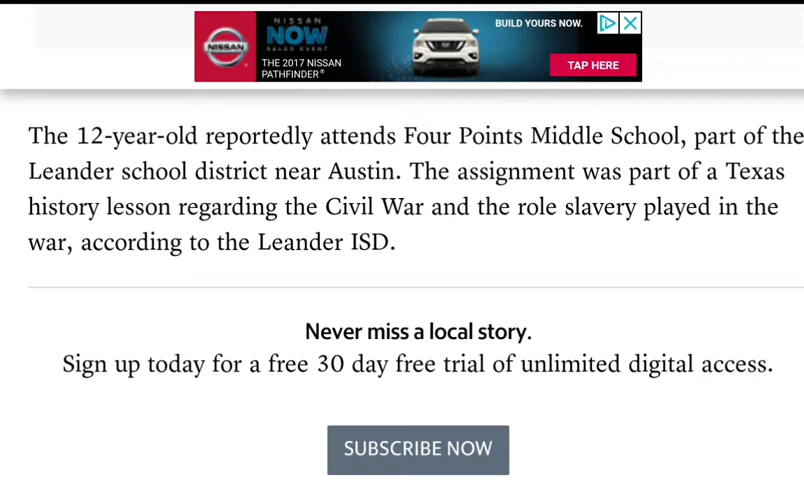 NISSAN
NISSAN
NOW
SALES EVENT
THE 2017 NISSAN
PATHFINDER®
BUILD YOURS NOW.
TAP HERE
The 12-year-old reportedly attends Four Points Middle School, part of the
Leander school district near Austin. The assignment was part of a Texas
history lesson regarding the Civil War and the role slavery played in the
war, according to the Leander ISD.
Never miss a local story.
Sign up today for a free 30 day free trial of unlimited digital access.
SUBSCRIBE NOW